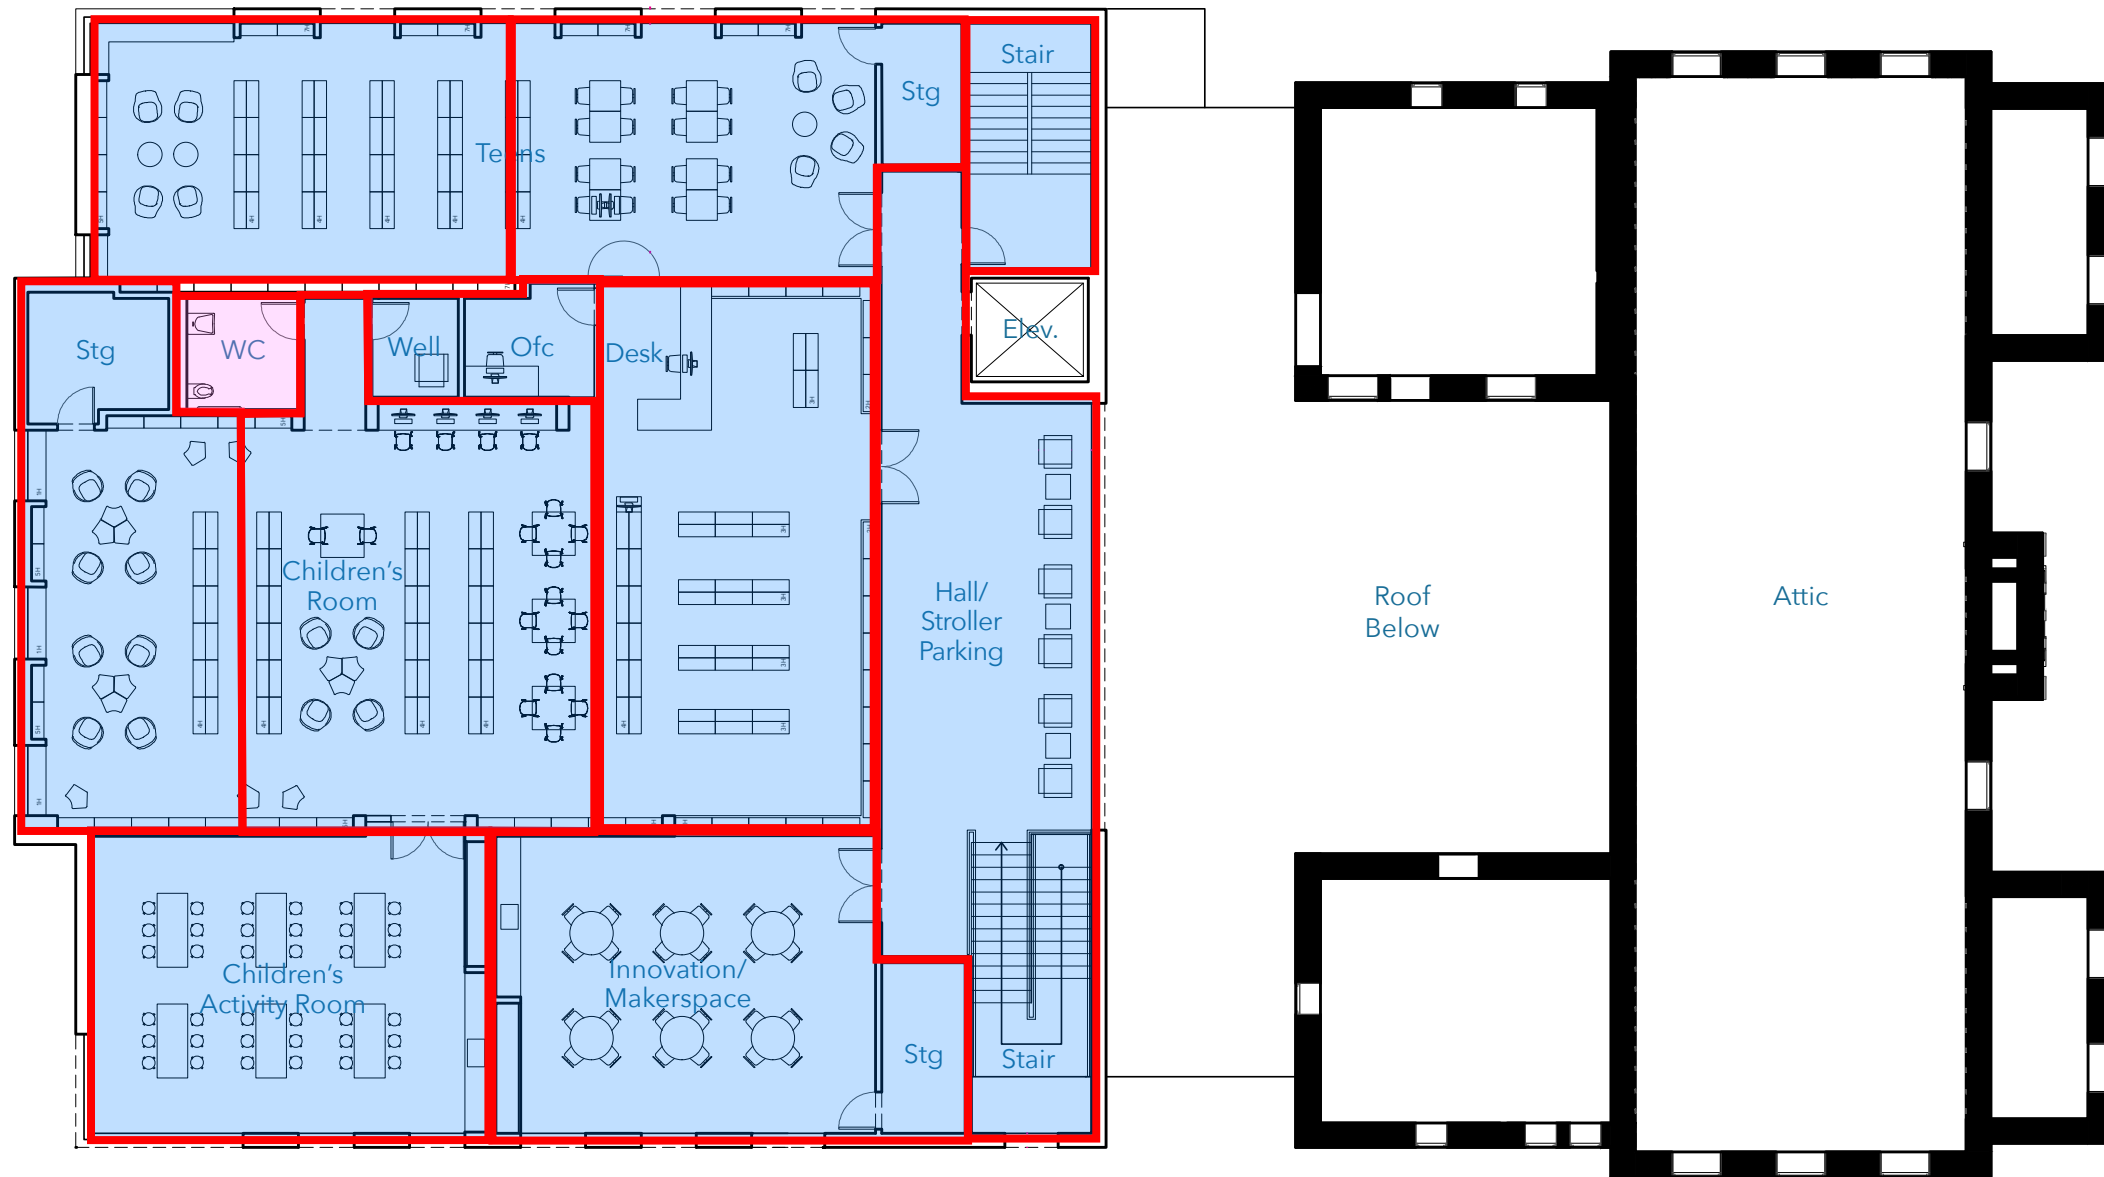 Stair
Stg
Teens
Stg
WC
Well
Ofc
Desk
Elev.
Children's
Room
Hall/
Stroller
Parking
Roof
Below
Attic
Children's
Activity Room
Innovation/
Makerspace
Stg
Stair